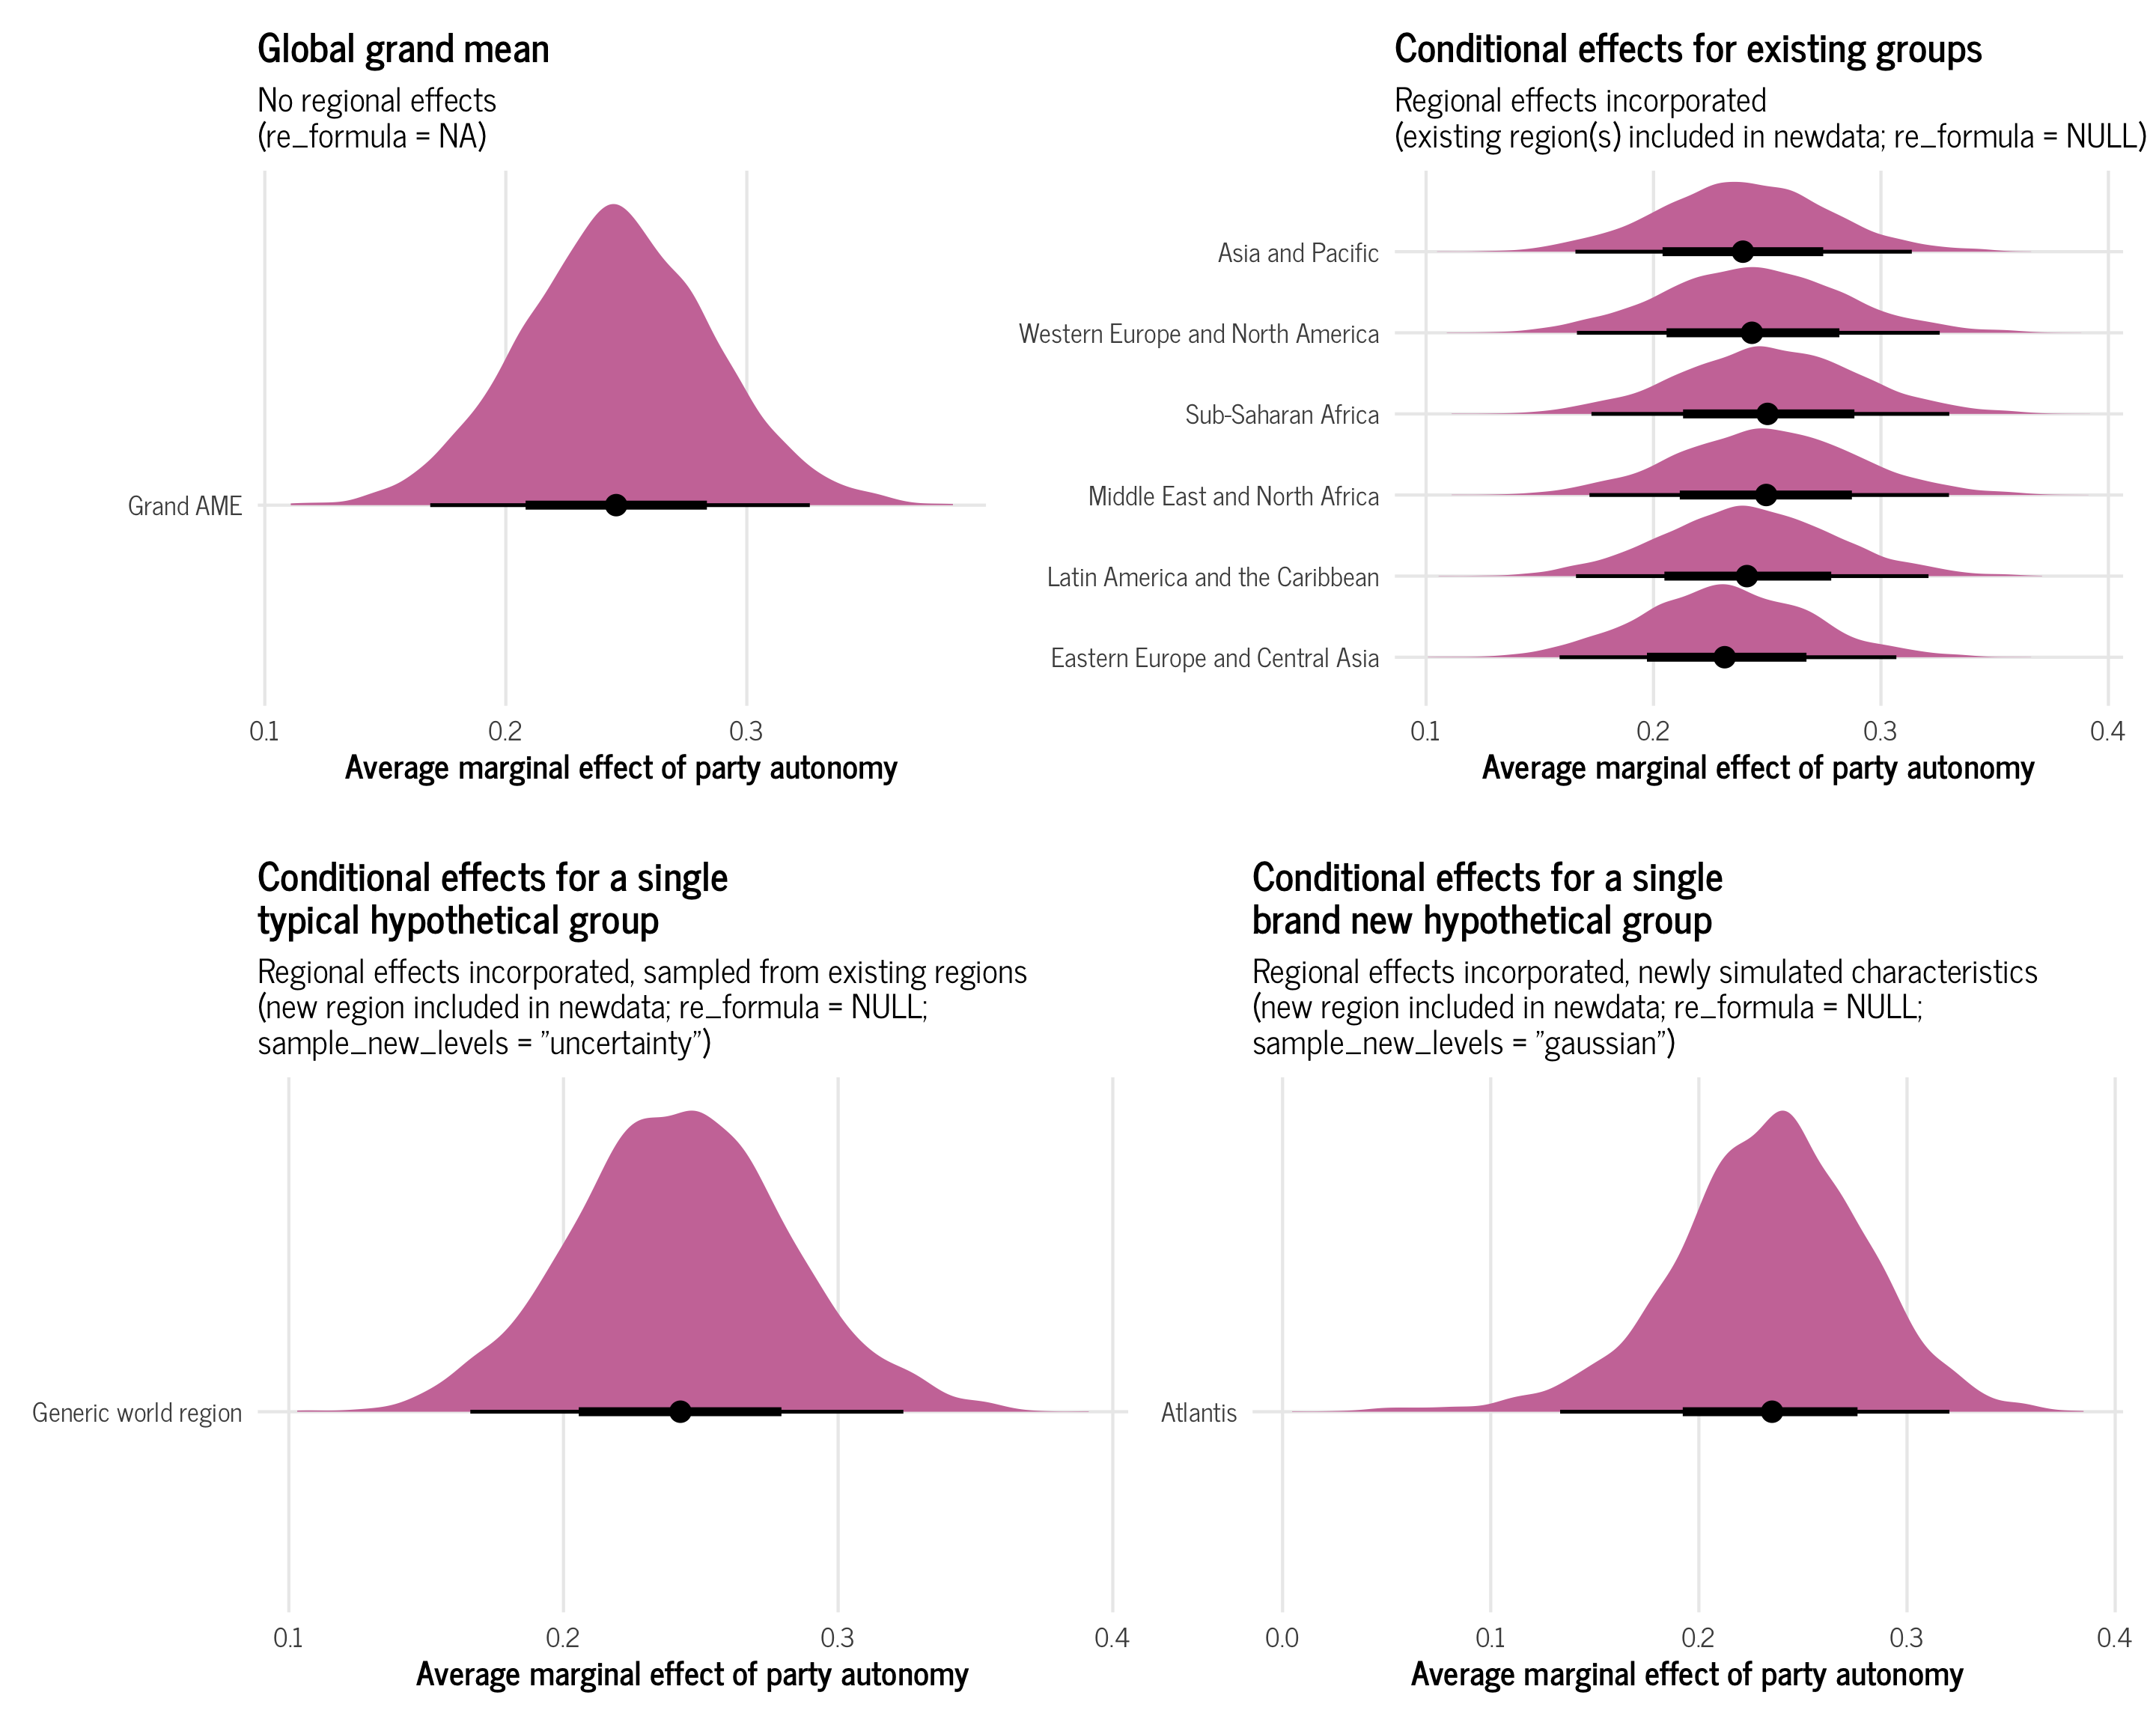 Global grand mean
No regional effects
(re_formula = NA)
Grand AME
0.1 0.2 0.3
Average marginal effect of party autonomy
Conditional effects for existing groups
Regional effects incorporated
(existing region(s) included in newdata; re_formula = NULL)
Asia and Pacific
Western Europe and North America
Sub-Saharan Africa
Middle East and North Africa
Latin America and the Caribbean
Eastern Europe and Central Asia
0.1 0.2 0.3 0.4
Average marginal effect of party autonomy
Conditional effects for a single
typical hypothetical group
Regional effects incorporated, sampled from existing regions
(new region included in newdata; re_formula = NULL;
sample_new_levels = ”uncertainty”)
Generic world region
0.1 0.2 0.3 0.4
Average marginal effect of party autonomy
Conditional effects for a single
brand new hypothetical group
Regional effects incorporated, newly simulated characteristics
(new region included in newdata; re_formula = NULL;
sample_new_levels = ”gaussian”)
Atlantis
0.0 0.1 0.2 0.3 0.4
Average marginal effect of party autonomy